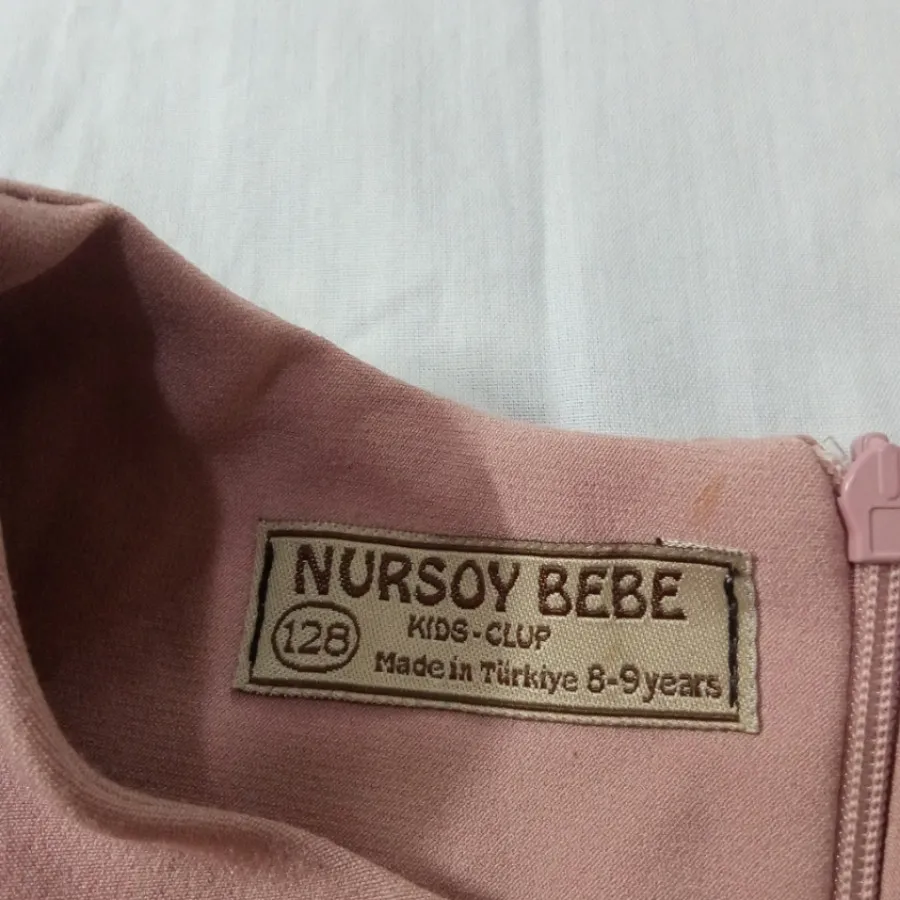 NURSOY BEBE
128 KIDS-CLUP
Made in Türkiye 8-9 years